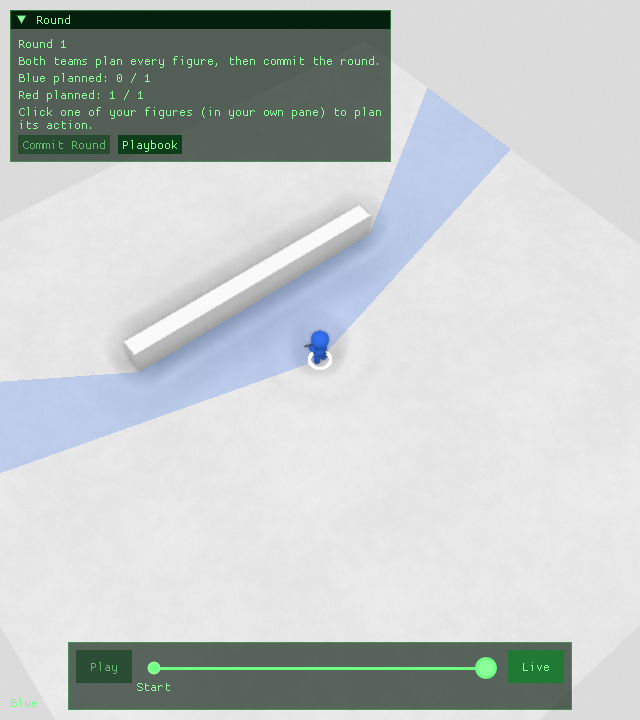 Round
Round 1
Both teams plan every figure, then commit the round.
Blue planned: 0 / 1
Red planned: 1 / 1
Click one of your figures (in your own pane) to plan
its action.
Commit Round
Playbook
Play
Start
Live
Blue